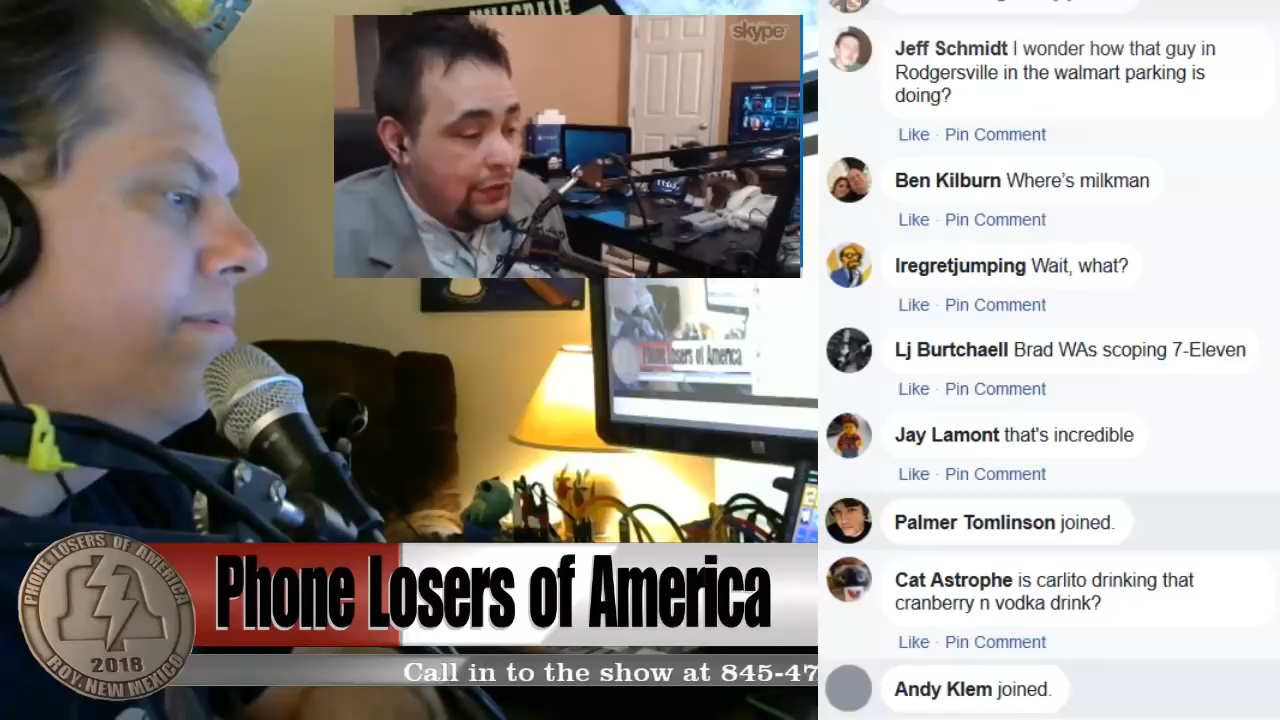 HILLSDALE
skype
Phone Losers of America
PHONE LOSERS OF AMERICA
2018
ROY, NEW MEXICO
Phone Losers of America
Call in to the show at 845-47
Jeff Schmidt I wonder how that guy in
Rodgersville in the walmart parking is
doing?
Like · Pin Comment
Ben Kilburn Where's milkman
Like · Pin Comment
Iregretjumping Wait, what?
Like · Pin Comment
Lj Burtchaell Brad WAs scoping 7-Eleven
Like · Pin Comment
Jay Lamont that's incredible
Like · Pin Comment
Palmer Tomlinson joined.
Cat Astrophe is carlito drinking that
cranberry n vodka drink?
Like · Pin Comment
Andy Klem joined.